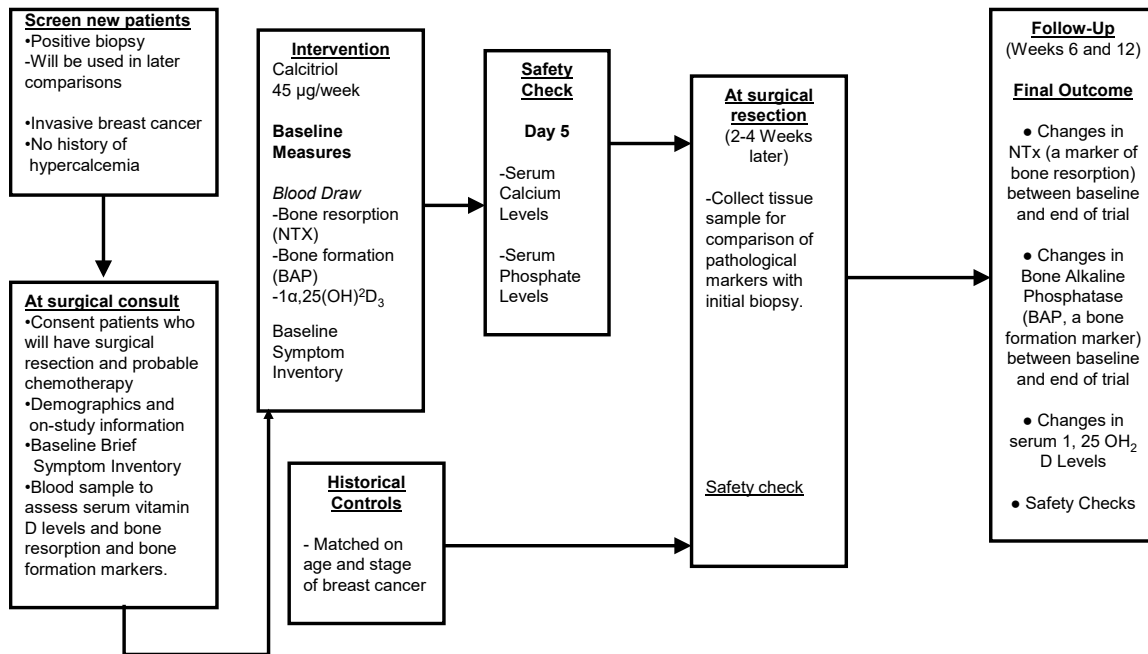 Screen new patients
•Positive biopsy
-Will be used in later
comparisons
•Invasive breast cancer
•No history of
hypercalcemia
At surgical consult
•Consent patients who
will have surgical
resection and probable
chemotherapy
•Demographics and
on-study information
•Baseline Brief
Symptom Inventory
•Blood sample to
assess serum vitamin
D levels and bone
resorption and bone
formation markers.
Intervention
Calcitriol
45 µg/week
Baseline
Measures
Blood Draw
-Bone resorption
(NTX)
-Bone formation
(BAP)
-1α,25(OH)²D₃
Baseline
Symptom
Inventory
Safety
Check
Day 5
-Serum
Calcium
Levels
-Serum
Phosphate
Levels
Historical
Controls
- Matched on
age and stage
of breast cancer
At surgical
resection
(2-4 Weeks
later)
-Collect tissue
sample for
comparison of
pathological
markers with
initial biopsy.
Safety check
Follow-Up
(Weeks 6 and 12)
Final Outcome
● Changes in
NTx (a marker of
bone resorption)
between baseline
and end of trial
● Changes in
Bone Alkaline
Phosphatase
(BAP, a bone
formation marker)
between baseline
and end of trial
● Changes in
serum 1, 25 OH₂
D Levels
● Safety Checks